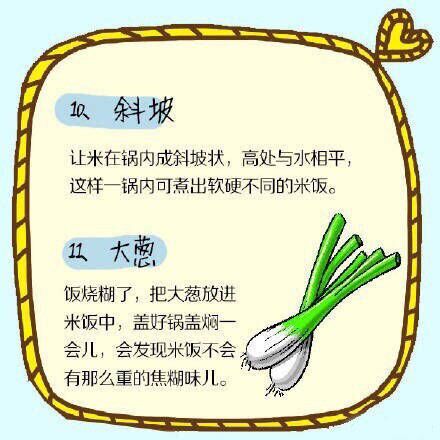 10、斜坡
让米在锅内成斜坡状，高处与水相平，
这样一锅内可煮出软硬不同的米饭。
11、大葱
饭烧糊了，把大葱放进
米饭中，盖好锅盖焖一
会儿，会发现米饭不会
有那么重的焦糊味儿。